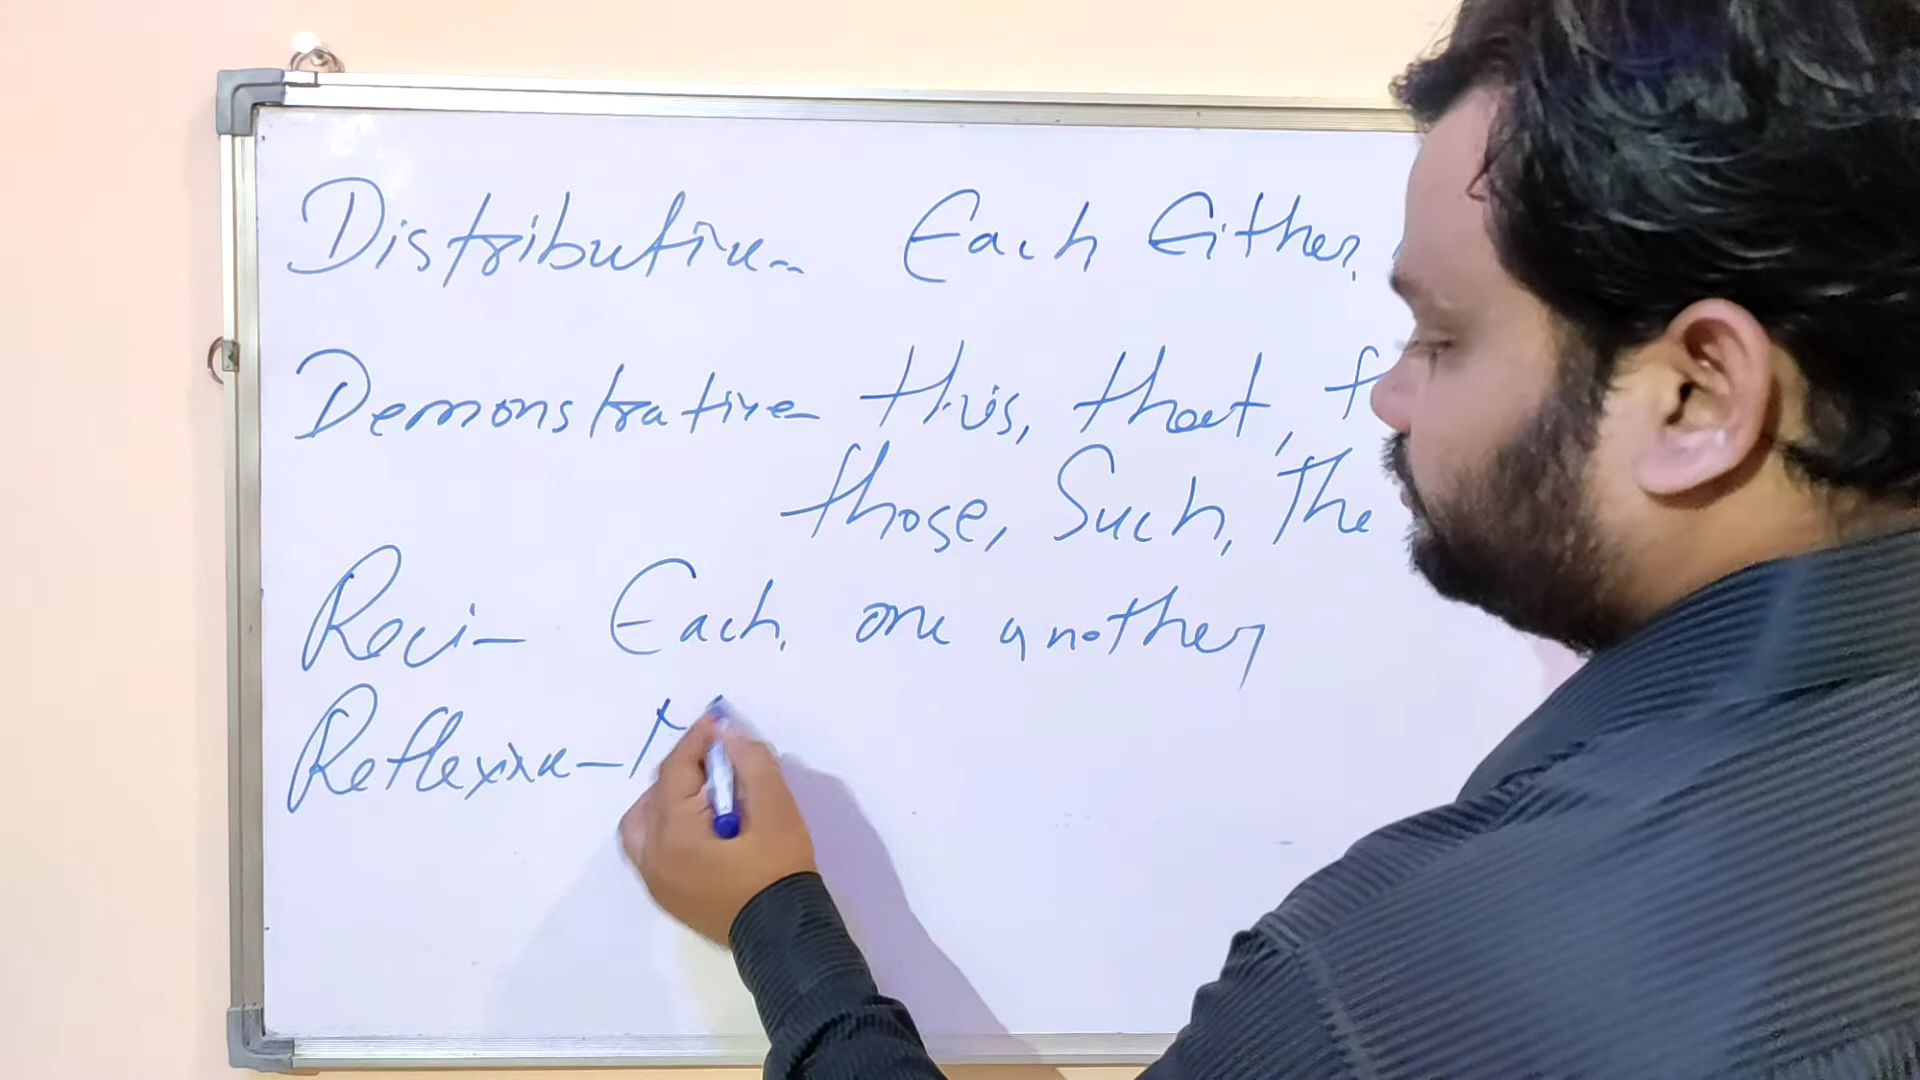 Distributive - Each Either,
Demonstrative - this, that,
those, Such, The
Reci - Each, one another
Reflexive - M